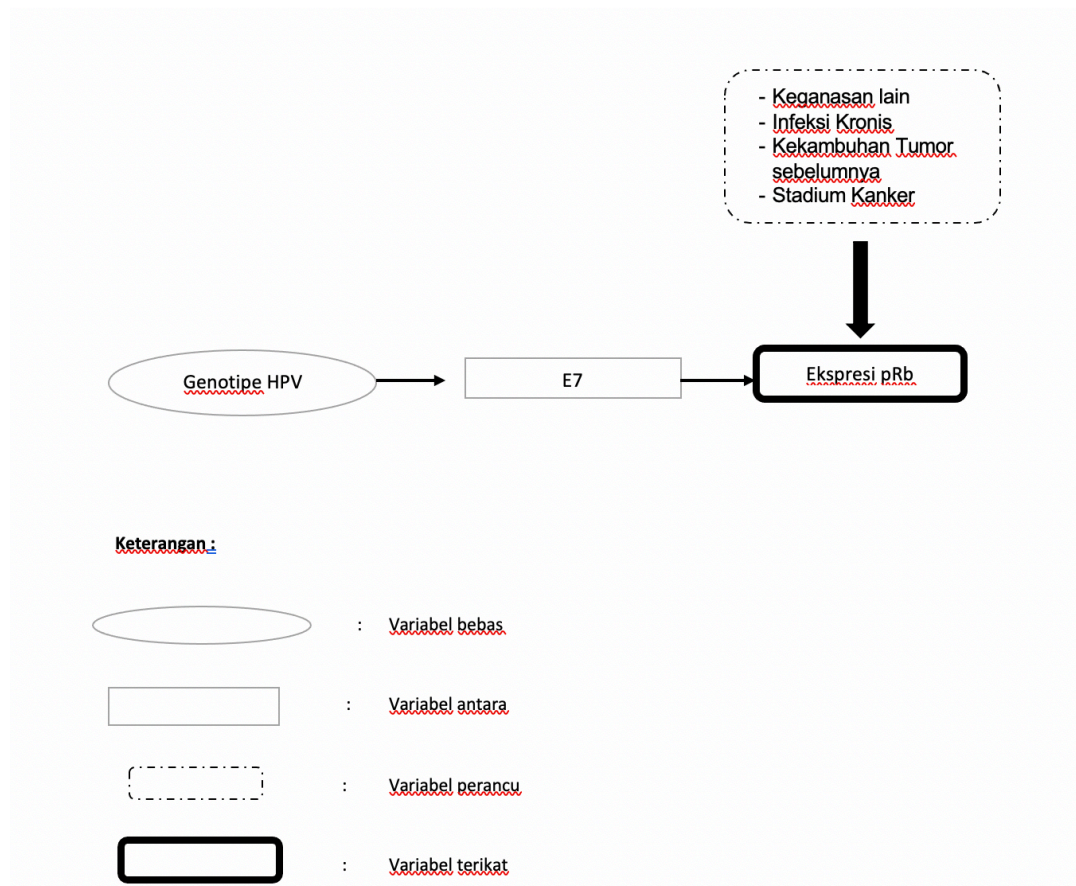 - Keganasan lain
- Infeksi Kronis
- Kekambuhan Tumor
sebelumnya
- Stadium Kanker
Genotipe HPV
E7
Ekspresi pRb
Keterangan :
: Variabel bebas
: Variabel antara
: Variabel perancu
: Variabel terikat